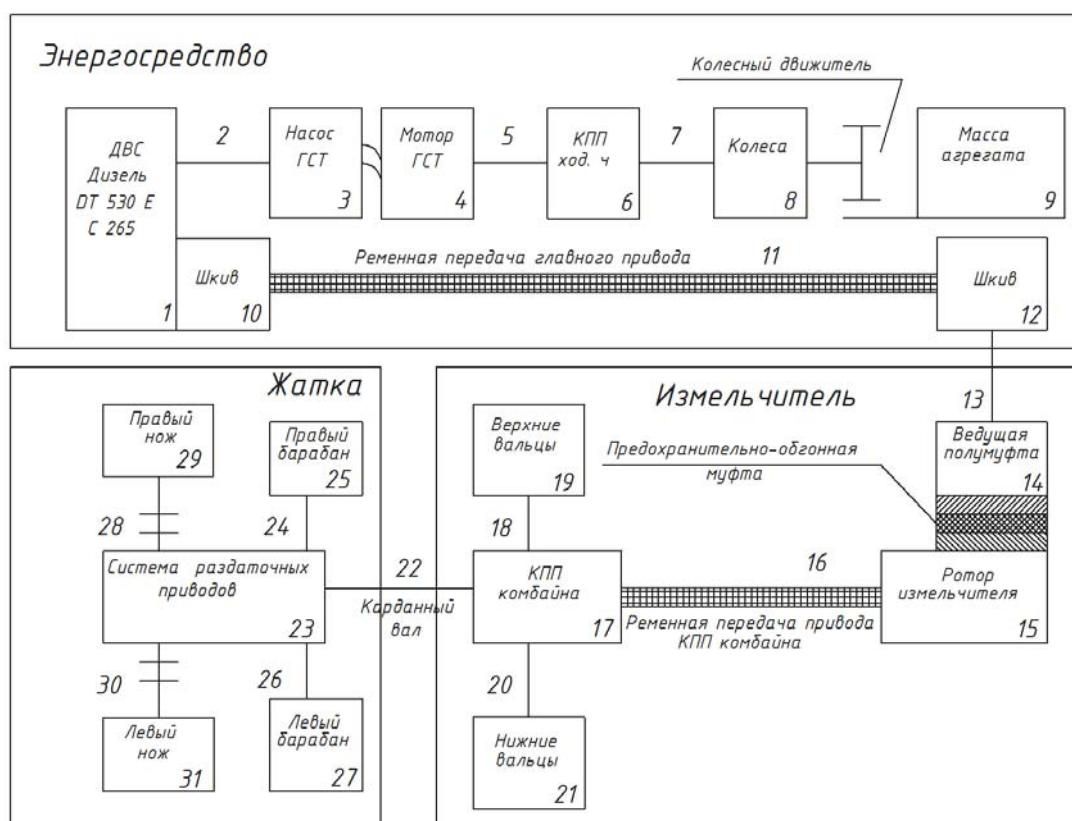 Энергосредство
Колесный движитель
ДВС
Дизель
DT 530 E
C 265
1
2
Насос
ГСТ
3
Мотор
ГСТ
4
5
КПП
ход. ч
6
7
Колеса
8
Масса
агрегата
9
Шкив
10
Ременная передача главного привода
11
Шкив
12
Жатка
Правый
нож
29
Правый
барабан
25
28
24
Система раздаточных
приводов
23
30
26
Левый
нож
31
Левый
барабан
27
22
Карданный
вал
Измельчитель
13
Верхние
вальцы
19
Предохранительно-обгонная
муфта
Ведущая
полумуфта
14
18
КПП
комбайна
17
16
Ременная передача привода
КПП комбайна
Ротор
измельчителя
15
20
Нижние
вальцы
21